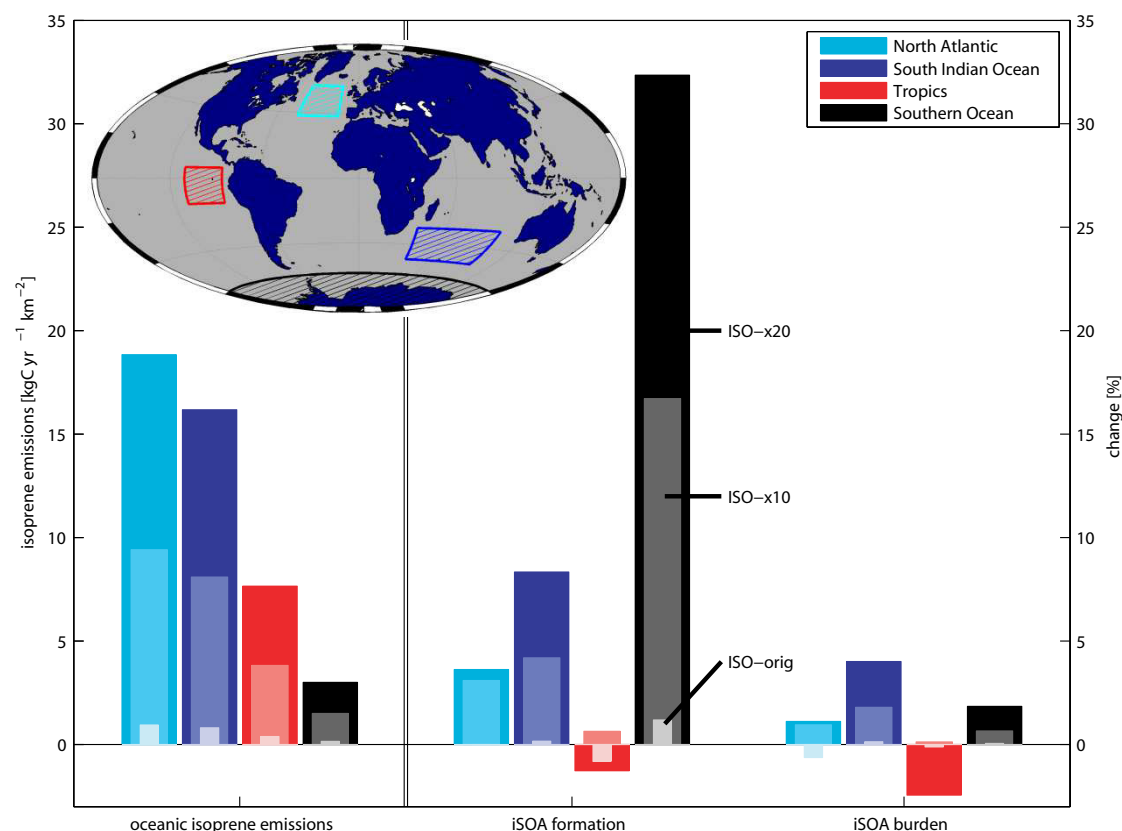 35
30
25
20
15
10
5
0
isoprene emissions [kgC yr −1 km−2]
North Atlantic
South Indian Ocean
Tropics
Southern Ocean
ISO−x20
ISO−x10
ISO−orig
35
30
25
20
15
10
5
0
change [%]
oceanic isoprene emissions
iSOA formation
iSOA burden